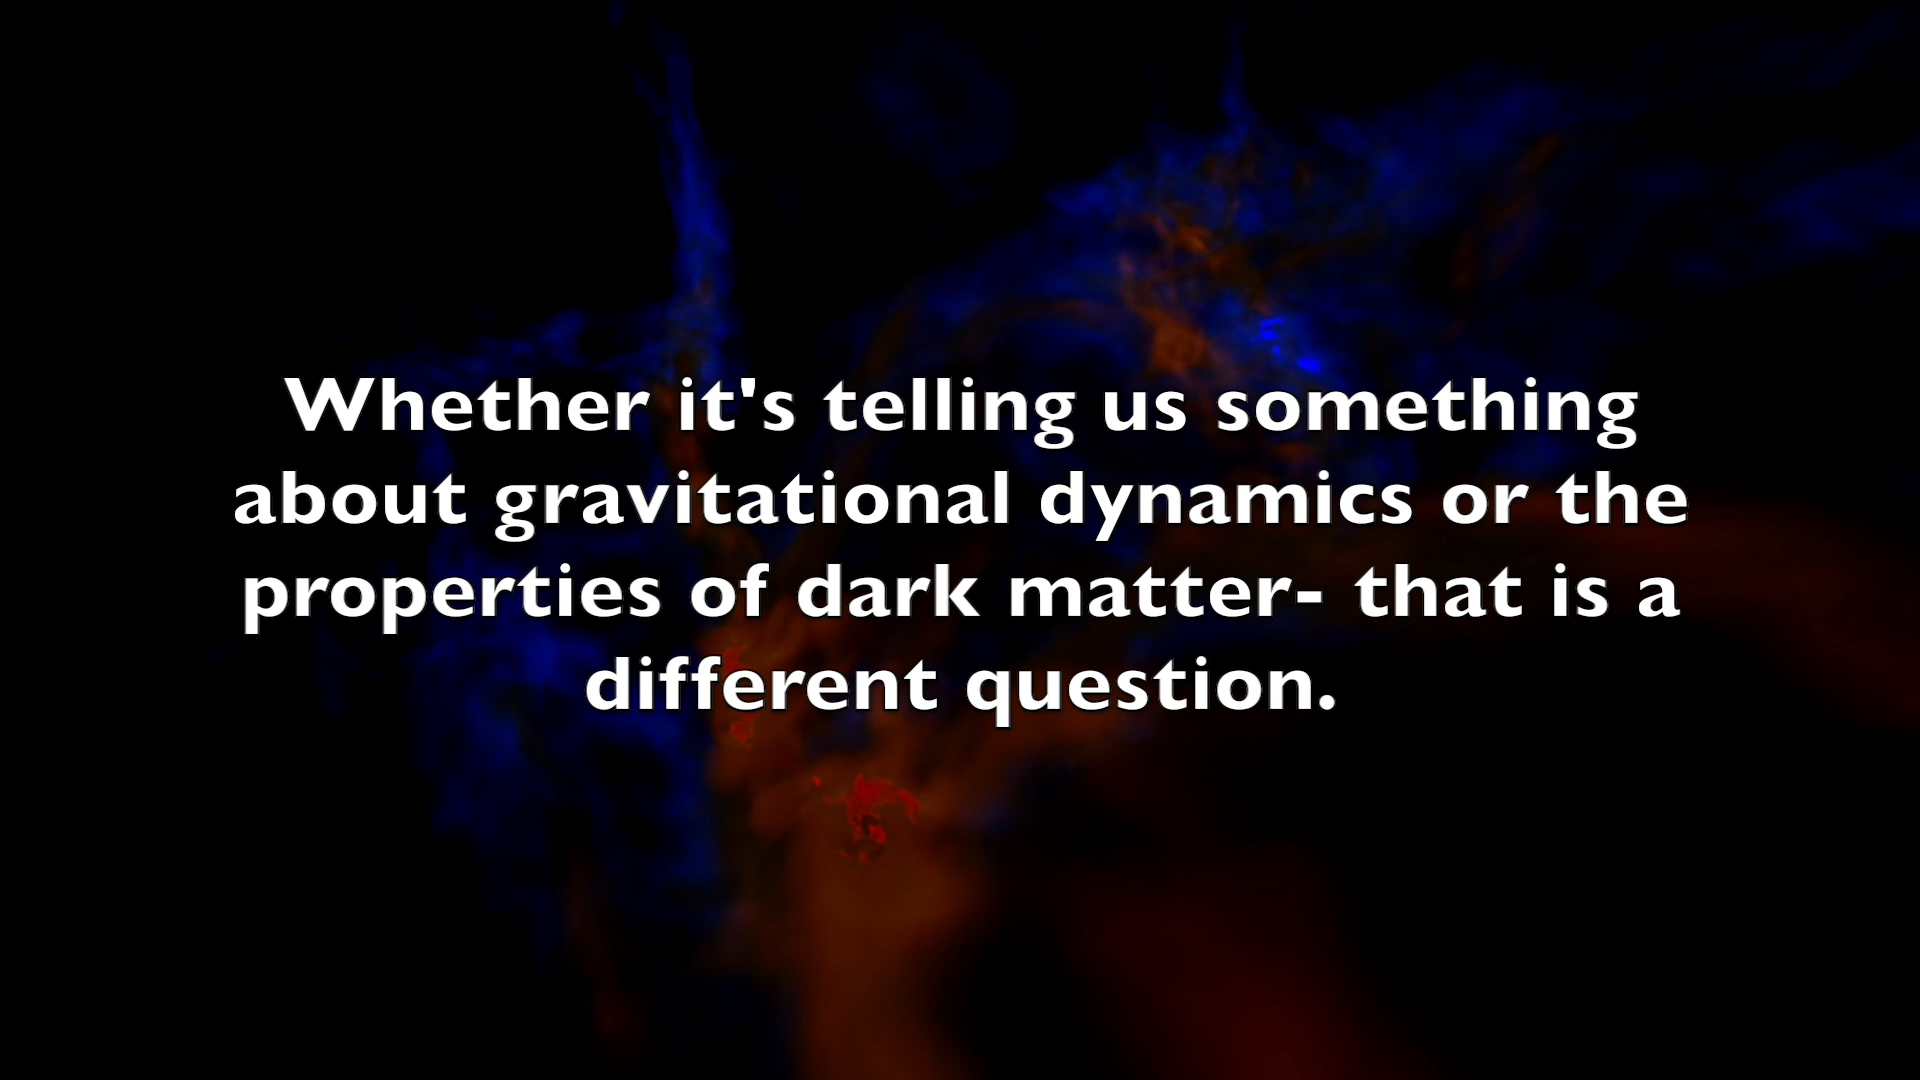 Whether it's telling us something
about gravitational dynamics or the
properties of dark matter- that is a
different question.